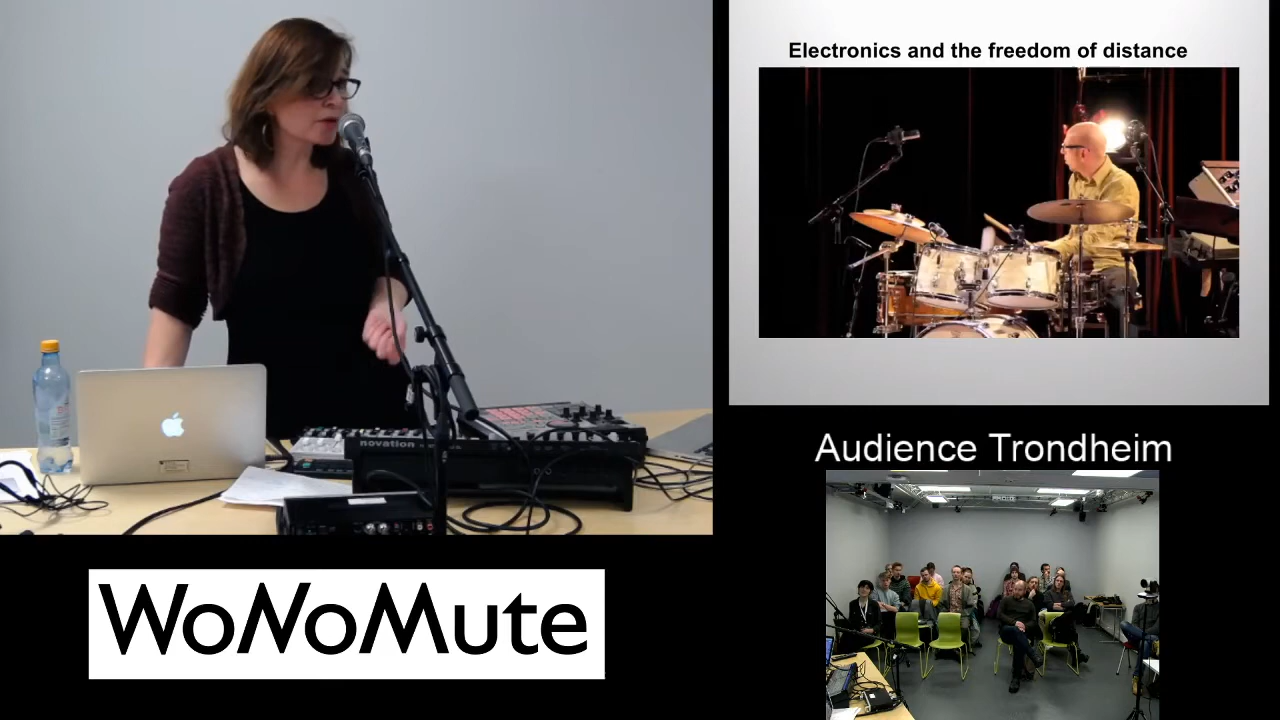 Electronics and the freedom of distance
novation
Audience Trondheim
WoNoMute